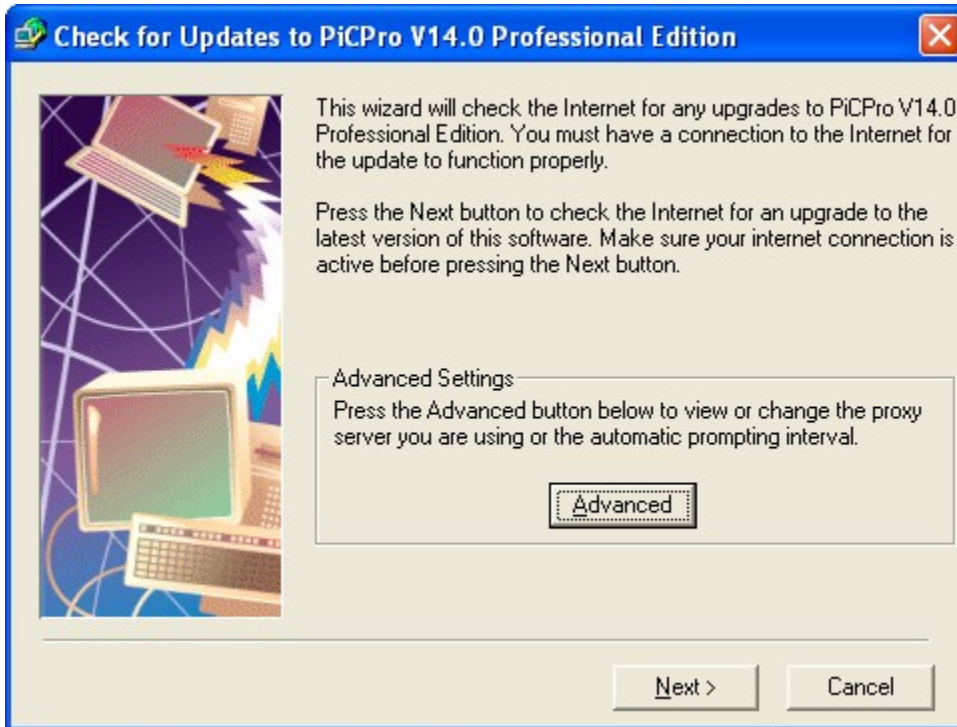 Check for Updates to PiCPro V14.0 Professional Edition
This wizard will check the Internet for any upgrades to PiCPro V14.0
Professional Edition. You must have a connection to the Internet for
the update to function properly.
Press the Next button to check the Internet for an upgrade to the
latest version of this software. Make sure your internet connection is
active before pressing the Next button.
Advanced Settings
Press the Advanced button below to view or change the proxy
server you are using or the automatic prompting interval.
Advanced
Next >
Cancel